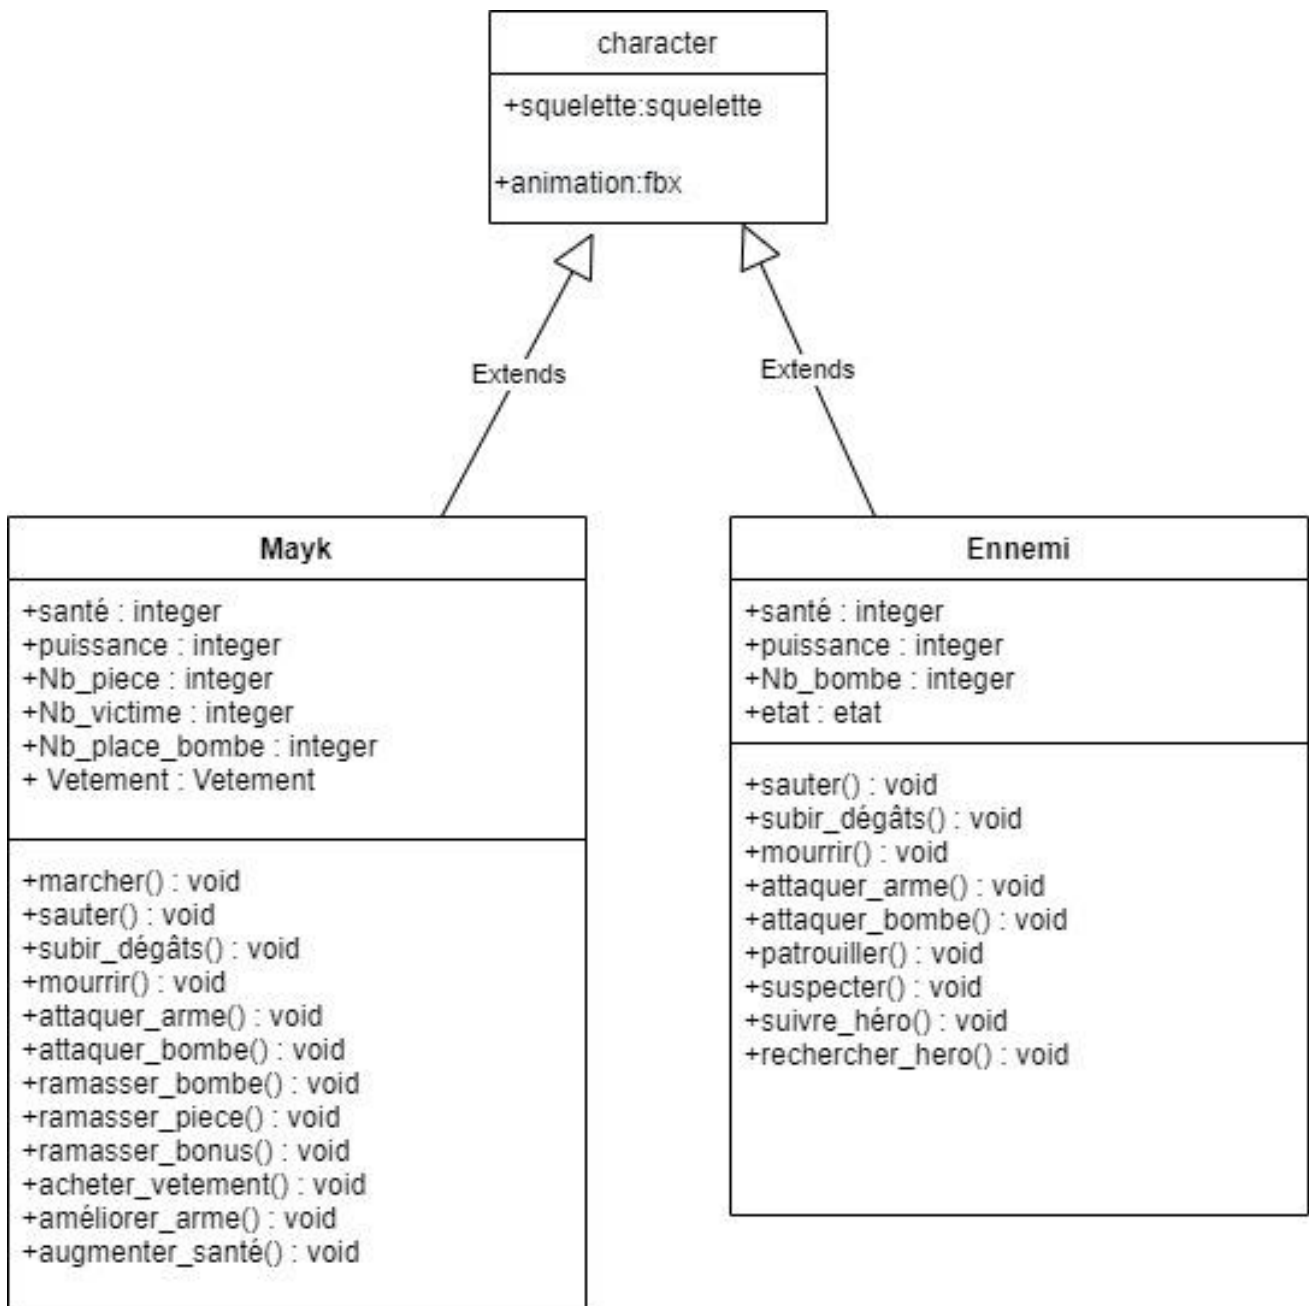 character
+squelette:squelette
+animation:fbx
Extends
Extends
Mayk
+santé : integer
+puissance : integer
+Nb_piece : integer
+Nb_victime : integer
+Nb_place_bombe : integer
+ Vetement : Vetement
+marcher() : void
+sauter() : void
+subir_dégâts() : void
+mourrir() : void
+attaquer_arme() : void
+attaquer_bombe() : void
+ramasser_bombe() : void
+ramasser_piece() : void
+ramasser_bonus() : void
+acheter_vetement() : void
+améliorer_arme() : void
+augmenter_santé() : void
Ennemi
+santé : integer
+puissance : integer
+Nb_bombe : integer
+etat : etat
+sauter() : void
+subir_dégâts() : void
+mourrir() : void
+attaquer_arme() : void
+attaquer_bombe() : void
+patrouiller() : void
+suspecter() : void
+suivre_héro() : void
+rechercher_hero() : void